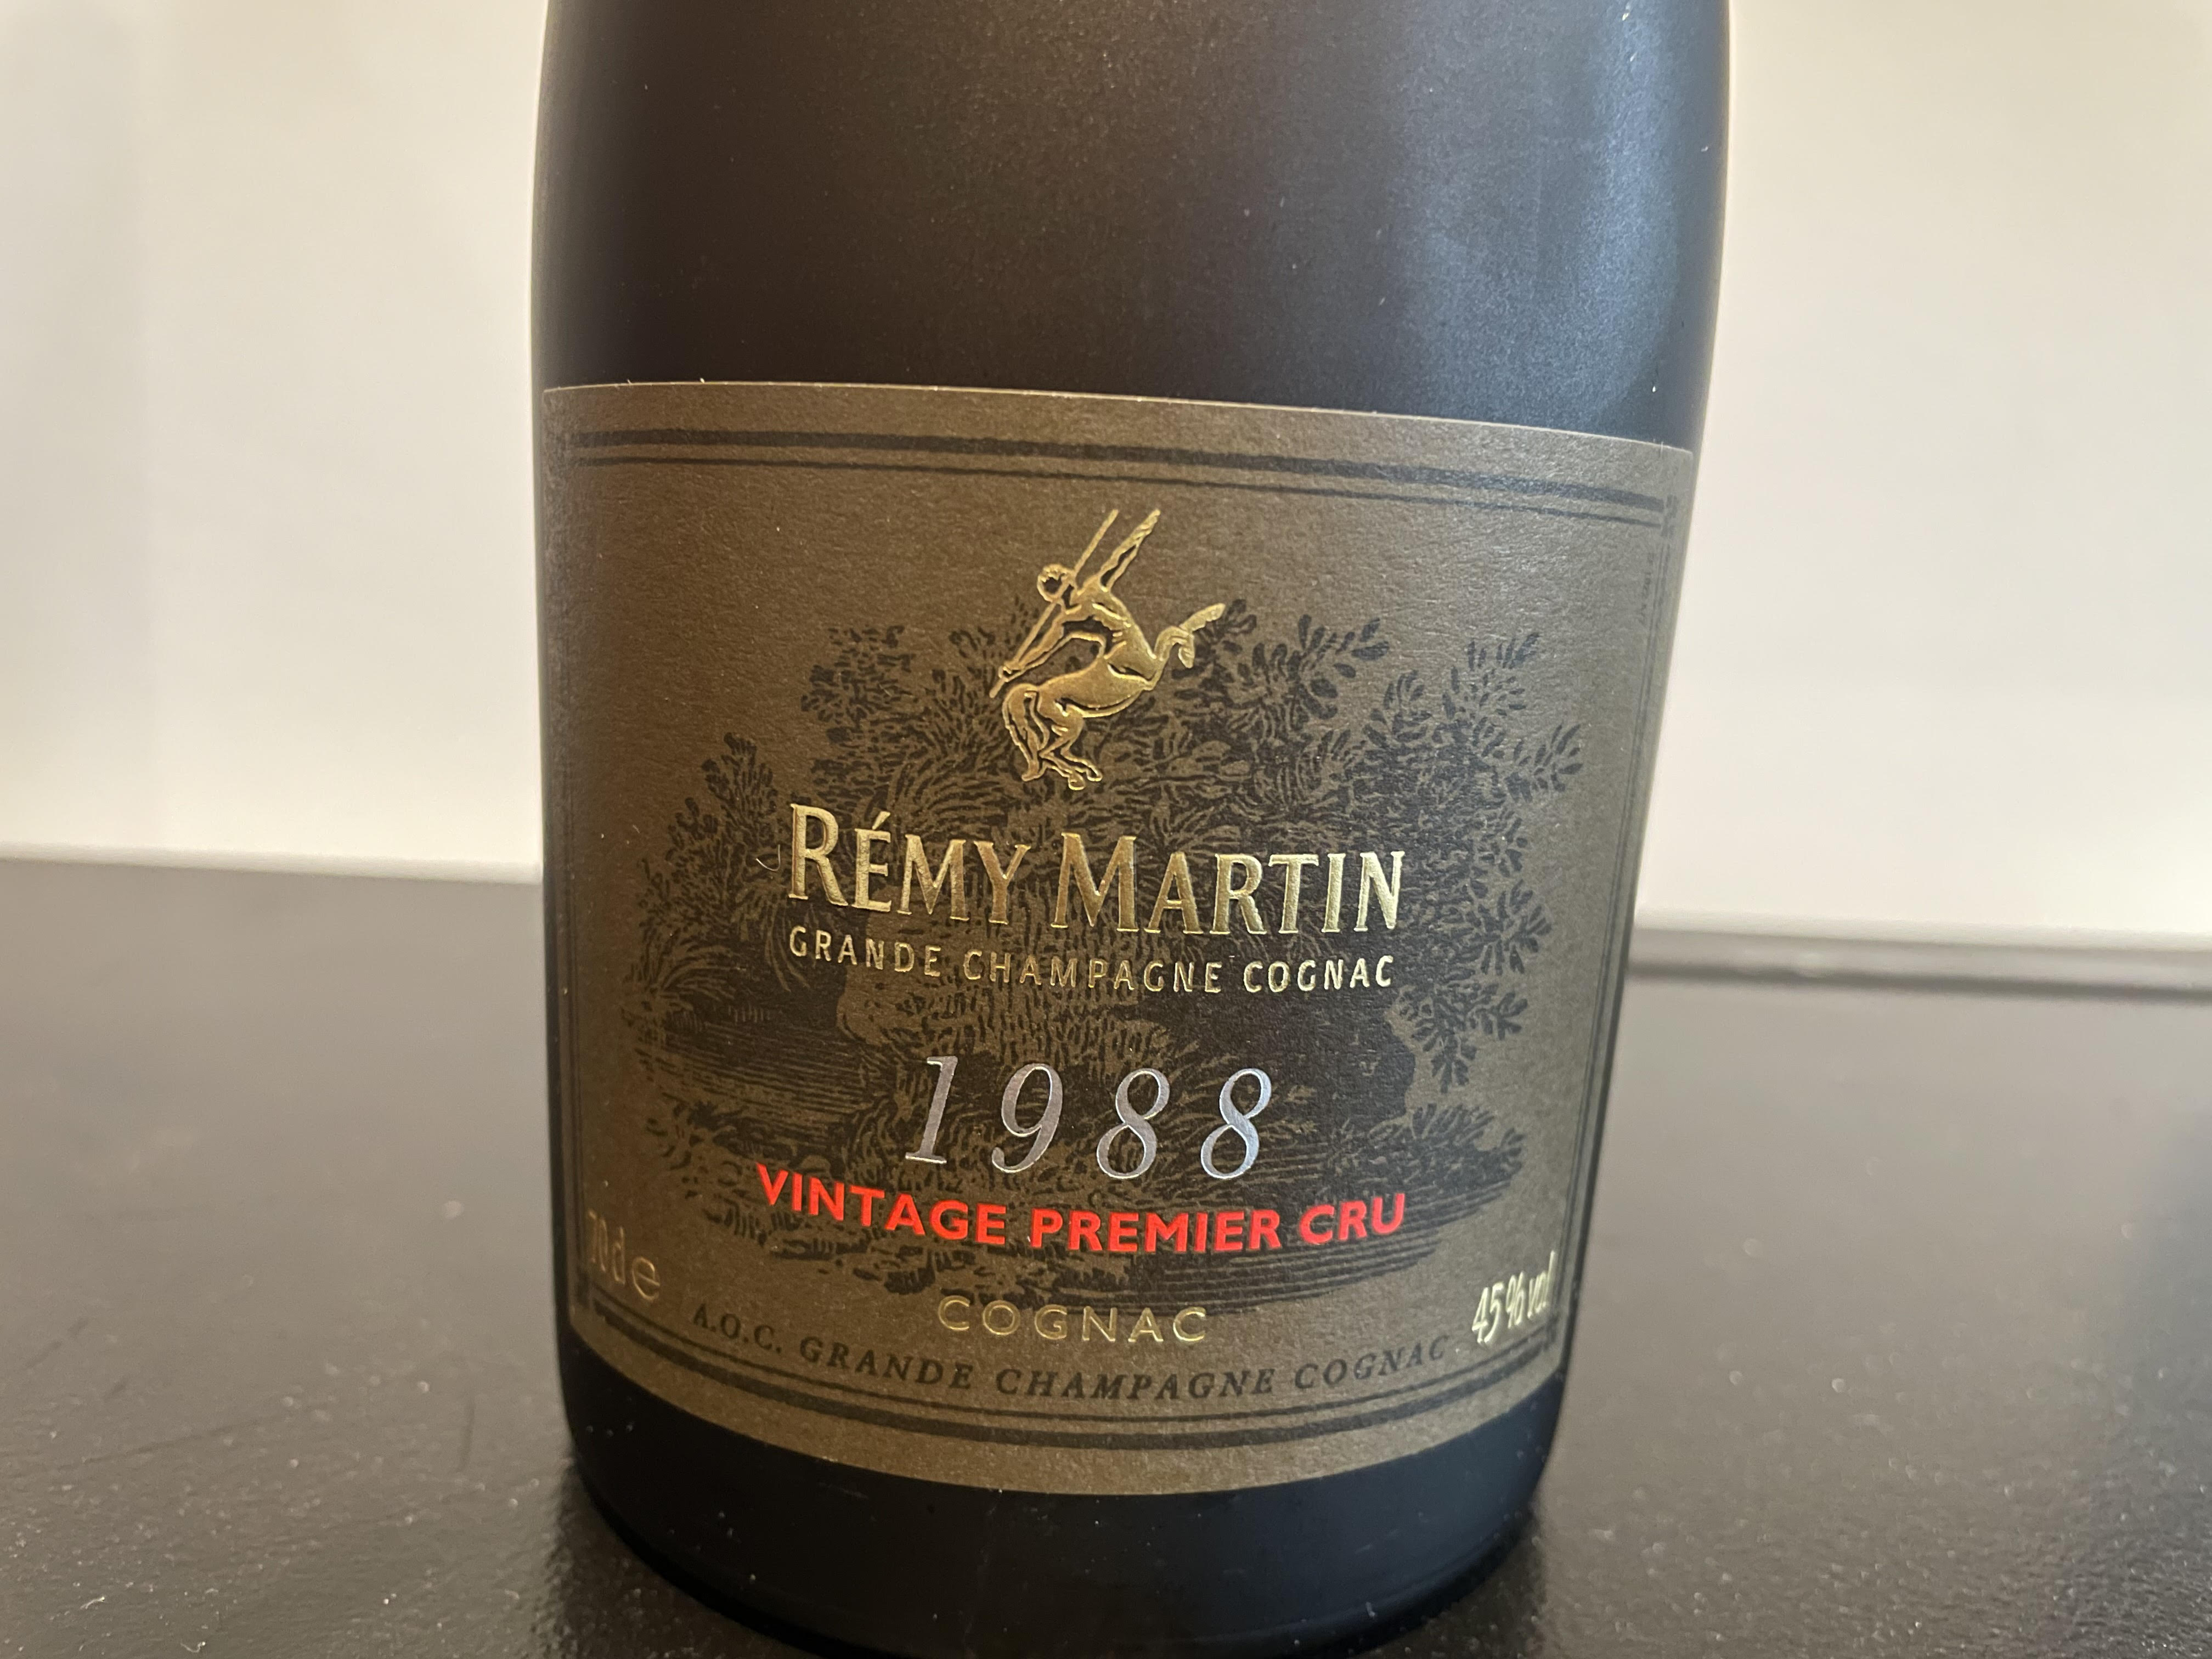 RÉMY MARTIN
GRANDE CHAMPAGNE COGNAC
1988
VINTAGE PREMIER CRU
COGNAC
70cl e
45% vol
A.O.C. GRANDE CHAMPAGNE COGNAC